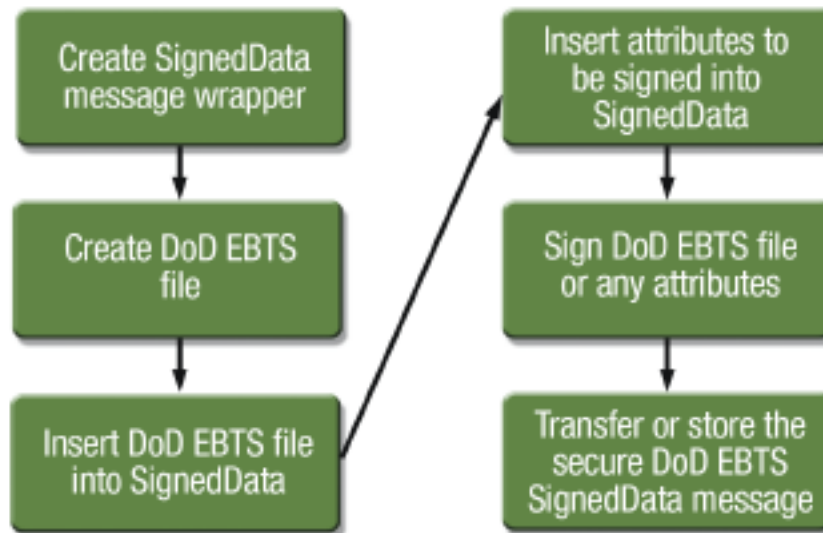 Create SignedData
message wrapper
Create DoD EBTS
file
Insert DoD EBTS file
into SignedData
Insert attributes to
be signed into
SignedData
Sign DoD EBTS file
or any attributes
Transfer or store the
secure DoD EBTS
SignedData message